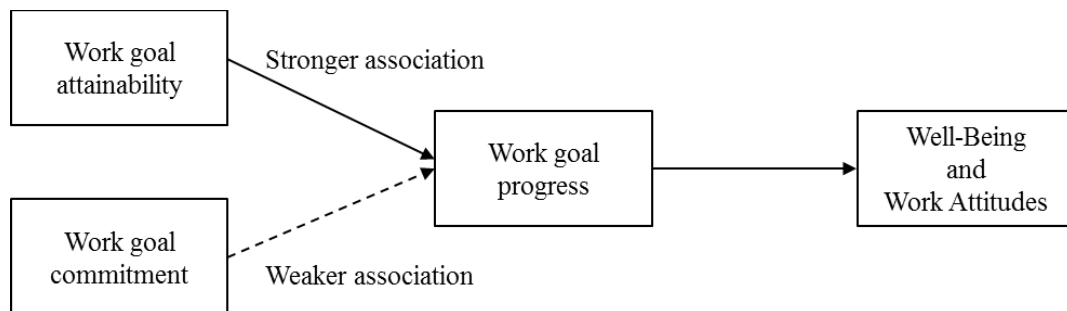 Work goal
attainability
Stronger association
Work goal
progress
Well-Being
and
Work Attitudes
Work goal
commitment
Weaker association